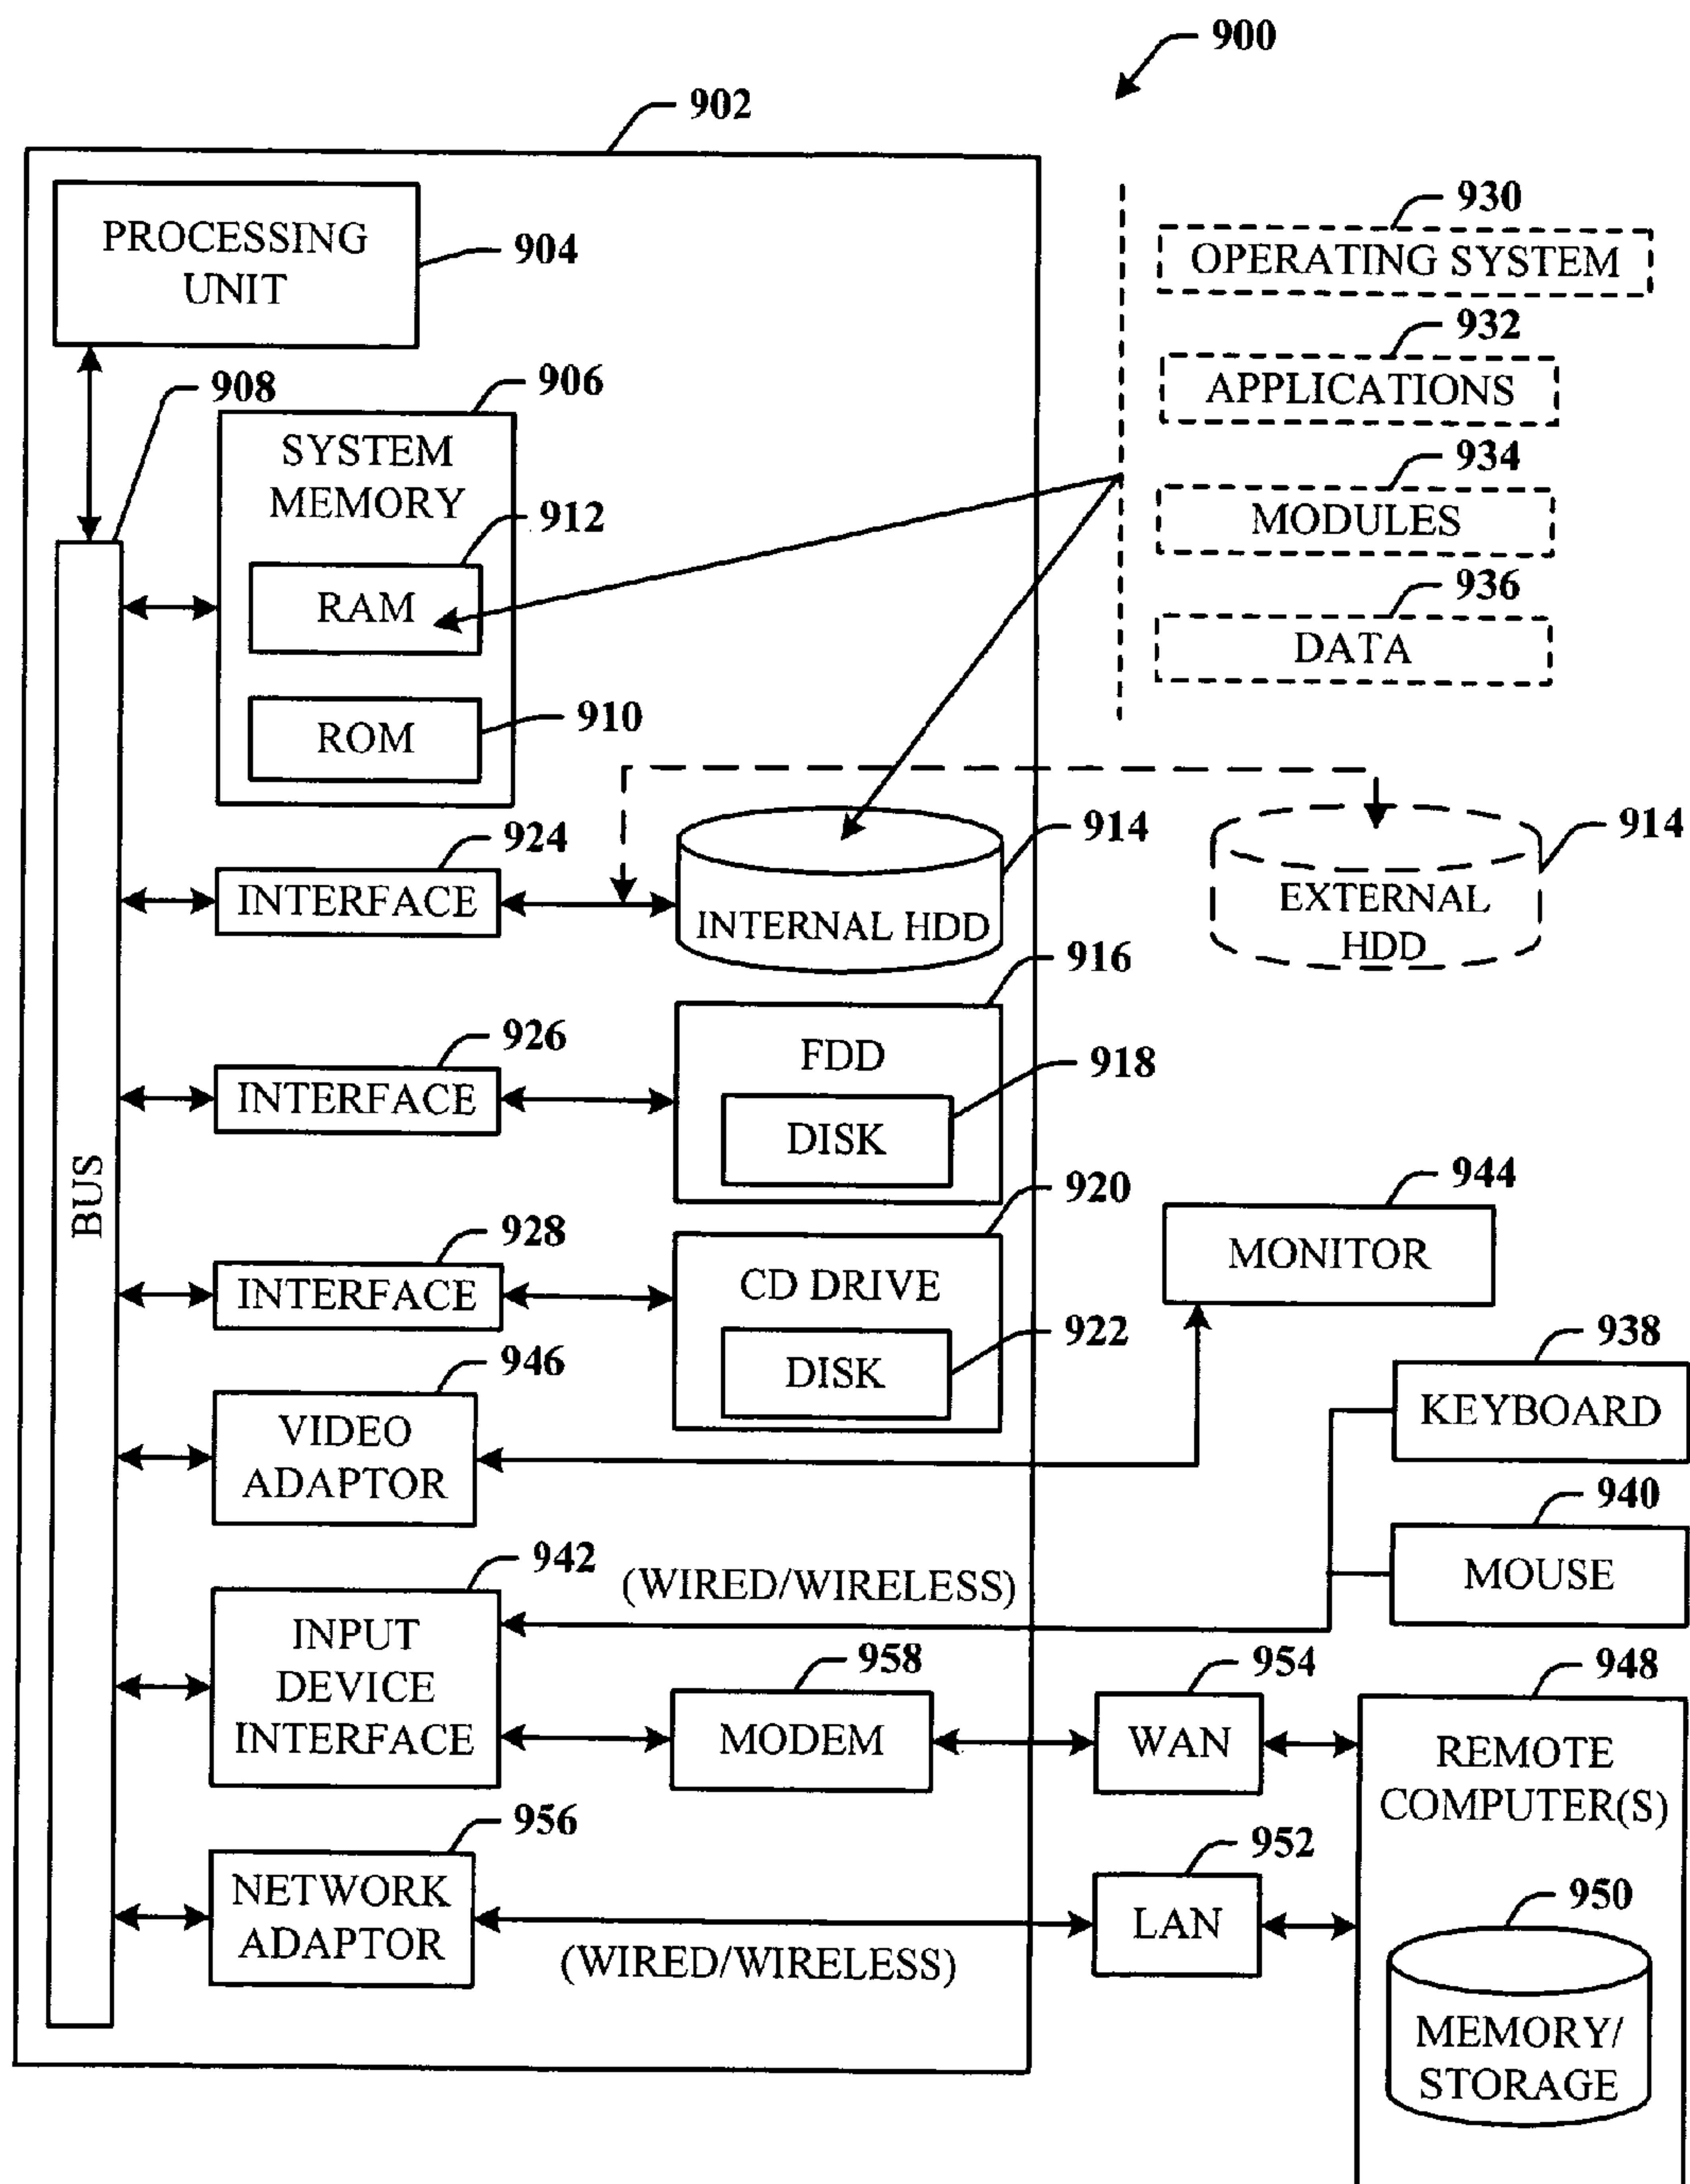 900
902
PROCESSING
UNIT
904
930
OPERATING SYSTEM
932
APPLICATIONS
934
MODULES
936
DATA
908
906
SYSTEM
MEMORY
912
RAM
910
ROM
924
INTERFACE
914
INTERNAL HDD
914
EXTERNAL
HDD
916
926
FDD
INTERFACE
918
DISK
BUS
920
928
CD DRIVE
INTERFACE
922
DISK
944
MONITOR
938
KEYBOARD
946
VIDEO
ADAPTOR
940
MOUSE
942
(WIRED/WIRELESS)
INPUT
DEVICE
INTERFACE
958
MODEM
954
WAN
948
REMOTE
COMPUTER(S)
956
NETWORK
ADAPTOR
(WIRED/WIRELESS)
952
LAN
950
MEMORY/
STORAGE